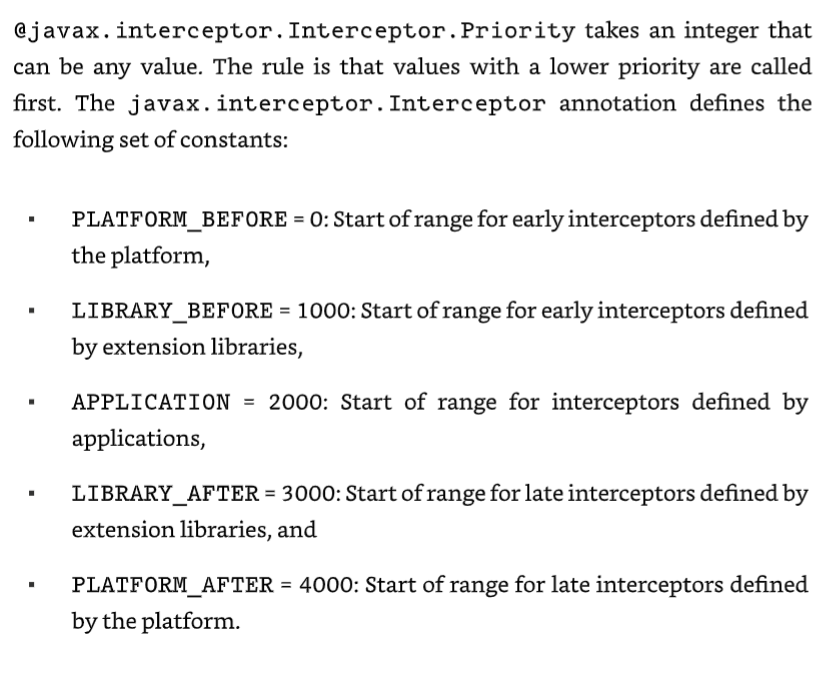 @javax.interceptor.Interceptor.Priority takes an integer that
can be any value. The rule is that values with a lower priority are called
first. The javax.interceptor.Interceptor annotation defines the
following set of constants:
▪ PLATFORM_BEFORE = 0: Start of range for early interceptors defined by
the platform,
▪ LIBRARY_BEFORE = 1000: Start of range for early interceptors defined
by extension libraries,
▪ APPLICATION = 2000: Start of range for interceptors defined by
applications,
▪ LIBRARY_AFTER = 3000: Start of range for late interceptors defined by
extension libraries, and
▪ PLATFORM_AFTER = 4000: Start of range for late interceptors defined
by the platform.